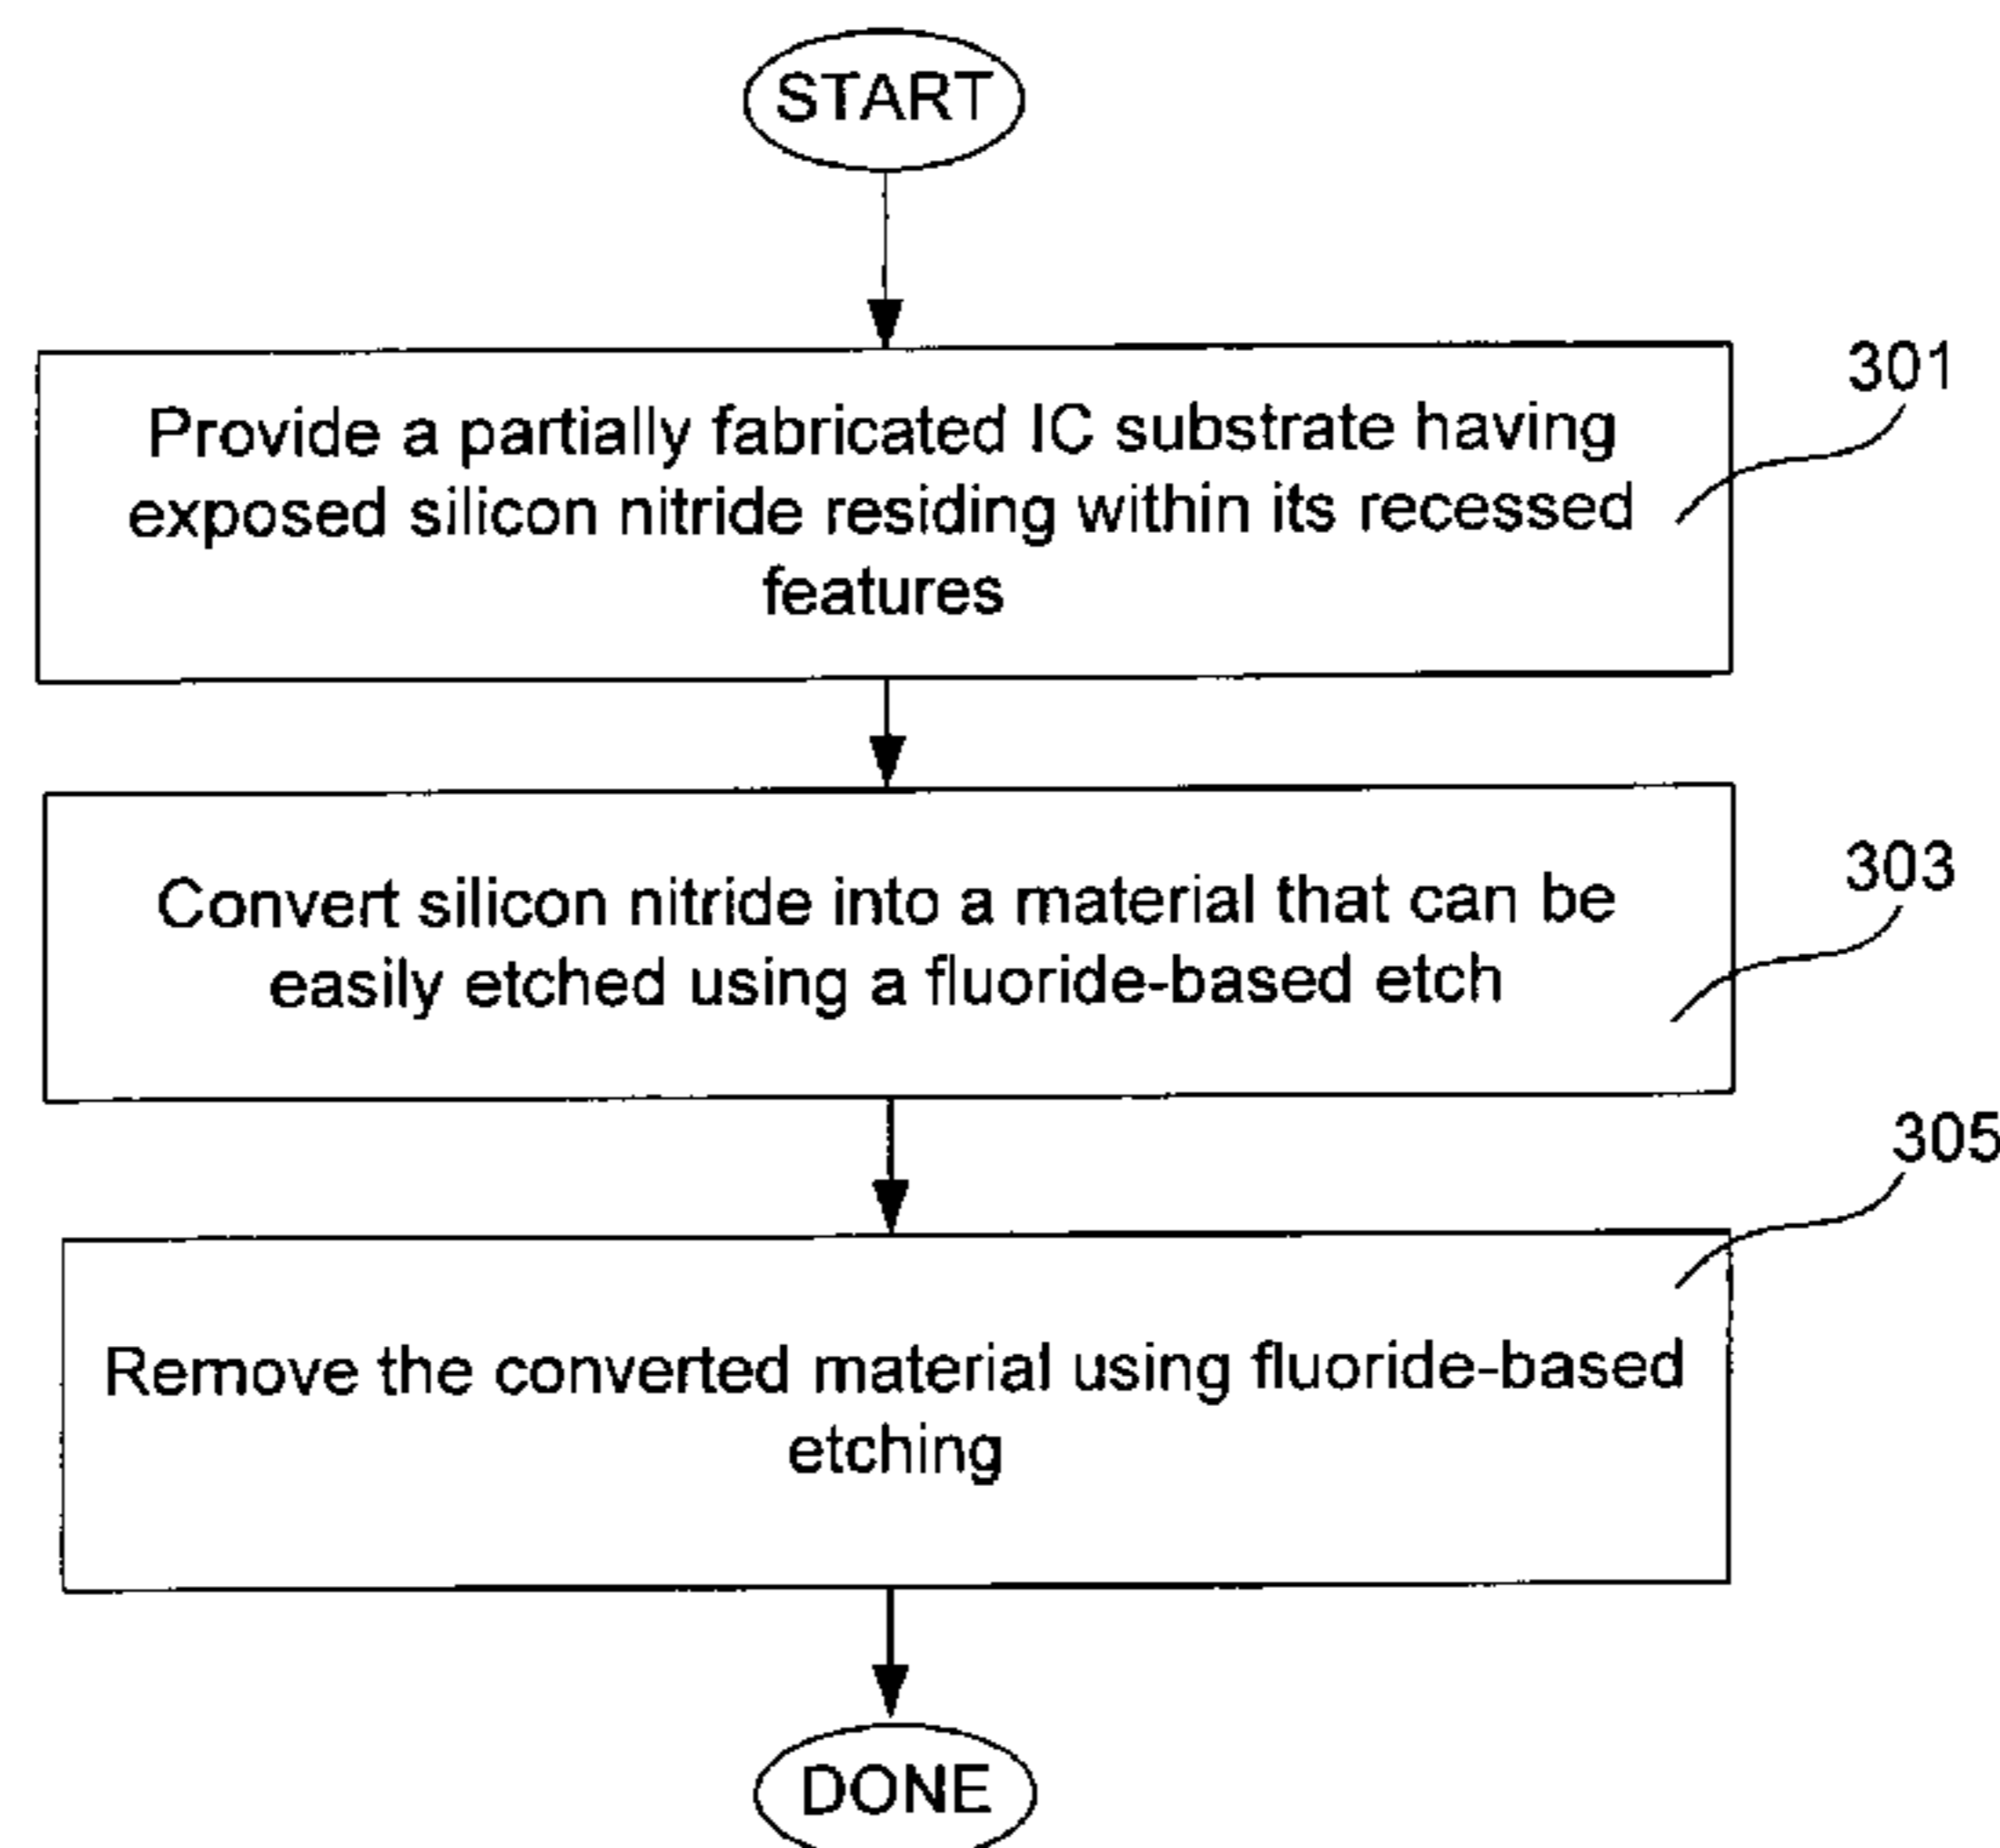 START
301
Provide a partially fabricated IC substrate having
exposed silicon nitride residing within its recessed
features
303
Convert silicon nitride into a material that can be
easily etched using a fluoride-based etch
305
Remove the converted material using fluoride-based
etching
DONE